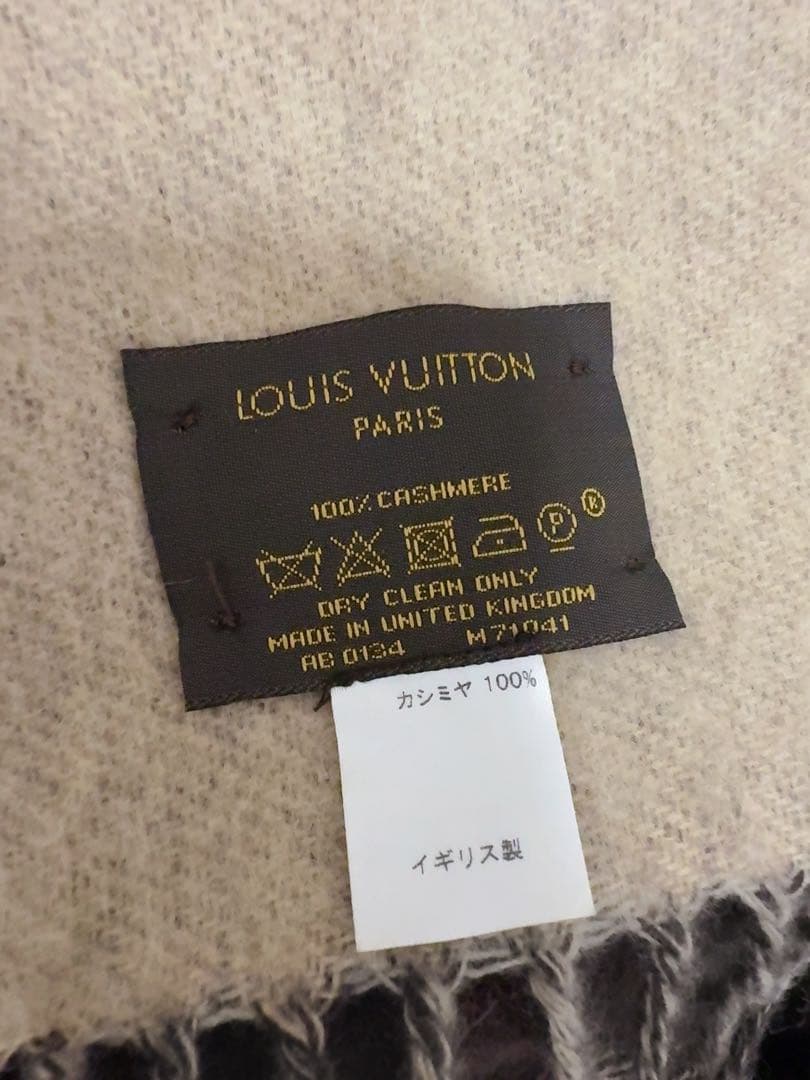 LOUIS VUITTON
PARIS
100% CASHMERE
P ®
DRY CLEAN ONLY
MADE IN UNITED KINGDOM
AB 0134 M71041
カシミヤ 100%
イギリス製